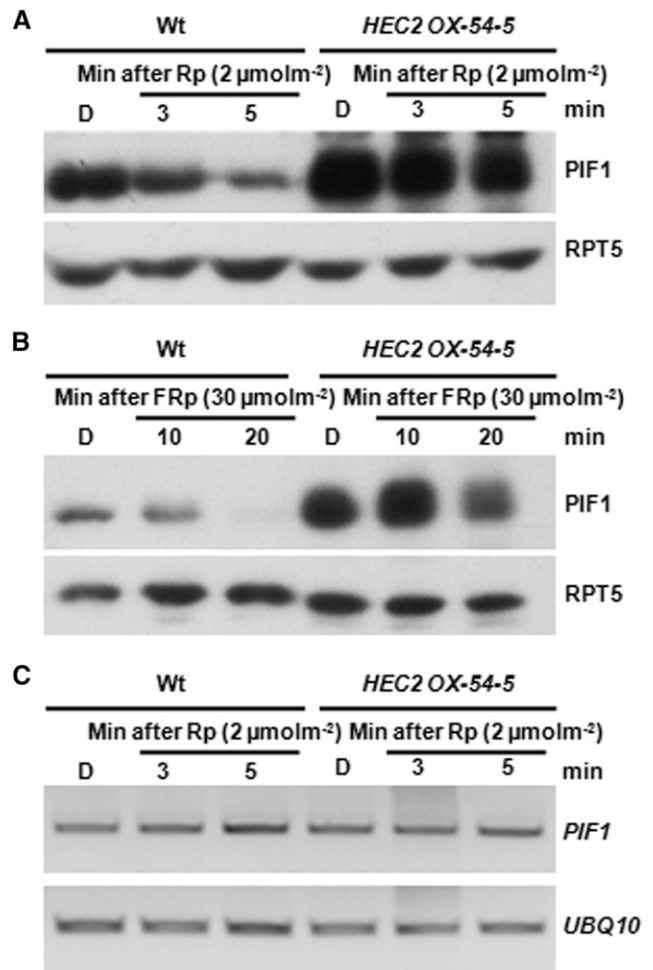 A
Wt HEC2 OX-54-5
Min after Rp (2 µmolm-2) Min after Rp (2 µmolm-2)
D 3 5 D 3 5 min
PIF1
RPT5
B
Wt HEC2 OX-54-5
Min after FRp (30 µmolm-2) Min after FRp (30 µmolm-2)
D 10 20 D 10 20 min
PIF1
RPT5
C
Wt HEC2 OX-54-5
Min after Rp (2 µmolm-2) Min after Rp (2 µmolm-2)
D 3 5 D 3 5 min
PIF1
UBQ10